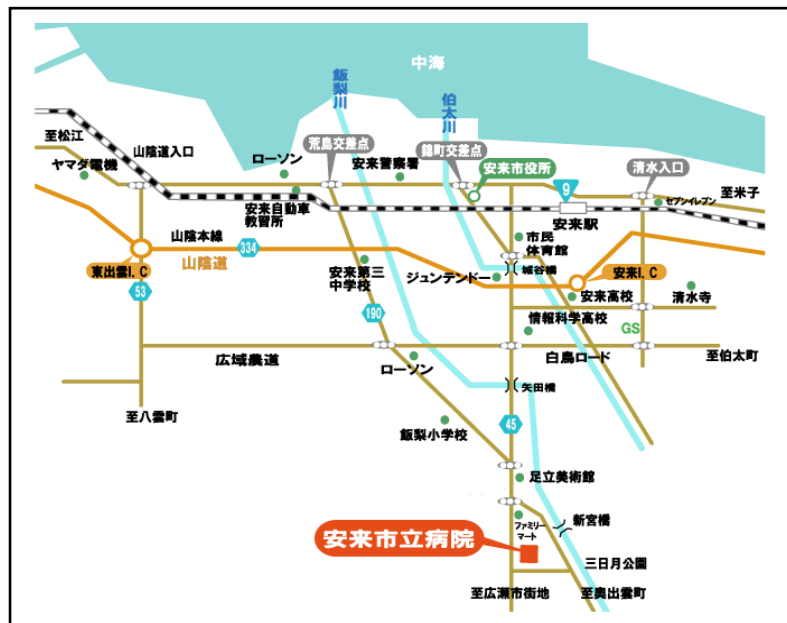 中海
飯梨川
伯太川
至松江
ヤマダ電機
山陰道入口
ローソン
荒島交差点
安来警察署
錦町交差点
安来市役所
清水入口
9
至米子
セブンイレブン
安来自動車
教習所
安来駅
山陰本線
334
山陰道
市民
体育館
城谷橋
東出雲I.C
安来第三
中学校
ジュンテンドー
安来I.C
53
安来高校
清水寺
190
情報科学高校
GS
広域農道
ローソン
白鳥ロード
至伯太町
矢田橋
至八雲町
飯梨小学校
45
足立美術館
ファミリー
マート
新宮橋
安来市立病院
三日月公園
至広瀬市街地
至奥出雲町